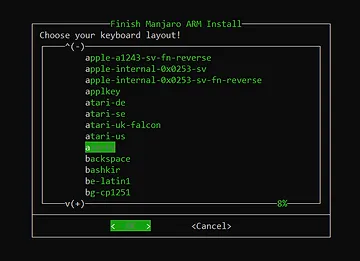 Finish Manjaro ARM Install
Choose your keyboard layout!
^(-)
apple-a1243-sv-fn-reverse
apple-internal-0x0253-sv
apple-internal-0x0253-sv-fn-reverse
applkey
atari-de
atari-se
atari-uk-falcon
atari-us
a
backspace
bashkir
be-latin1
bg-cp1251
v(+)
8%
< > <Cancel>